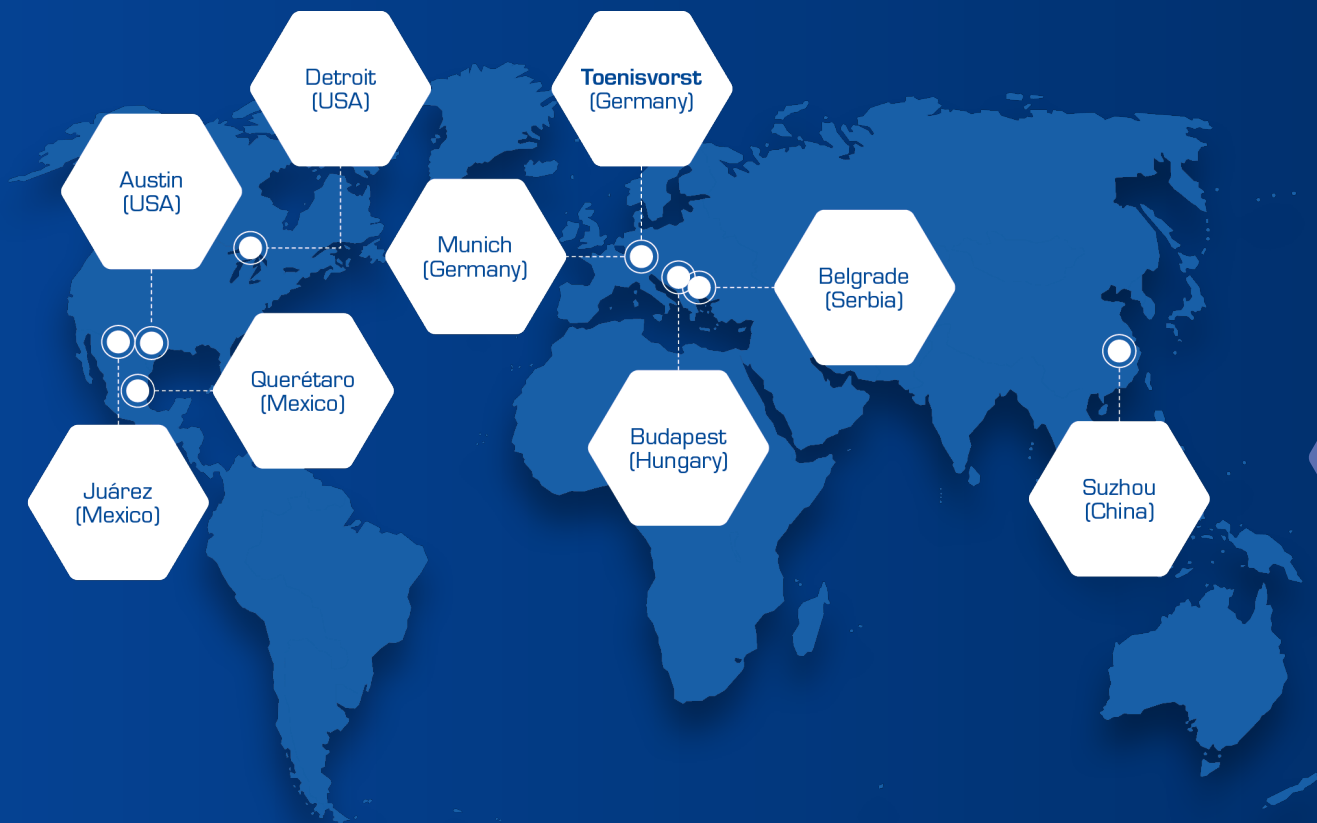 Detroit
(USA)
Toenisvorst
(Germany)
Austin
(USA)
Munich
(Germany)
Belgrade
(Serbia)
Querétaro
(Mexico)
Budapest
(Hungary)
Juárez
(Mexico)
Suzhou
(China)